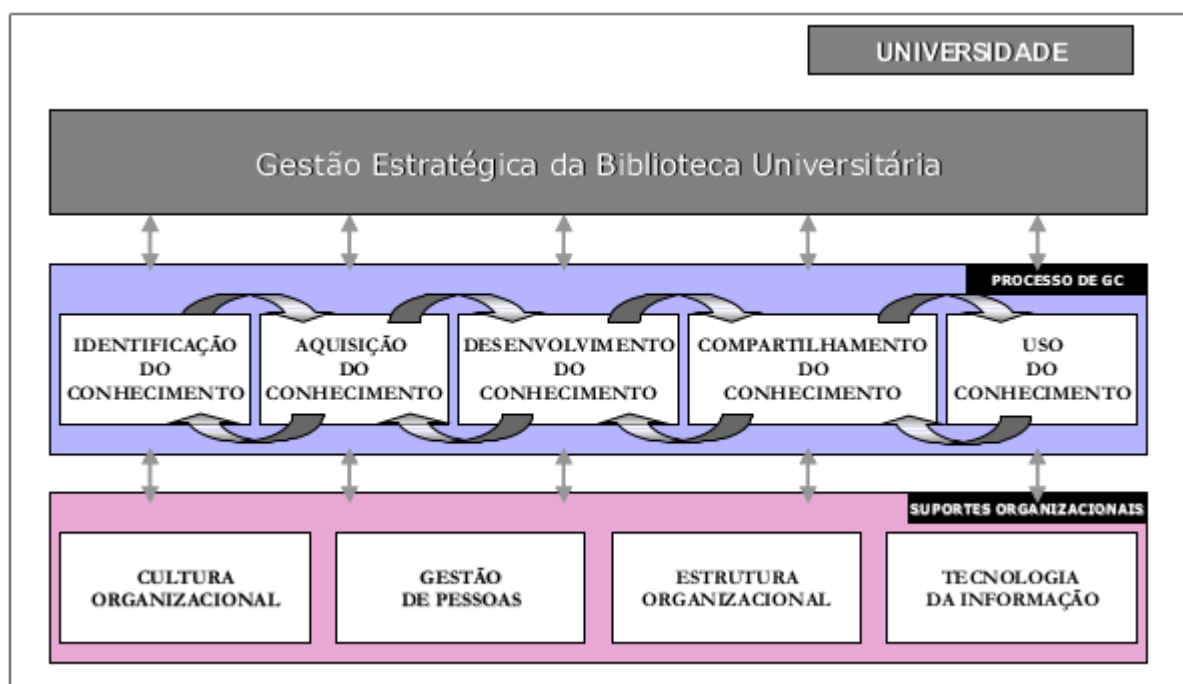 UNIVERSIDADE
Gestão Estratégica da Biblioteca Universitária
PROCESSO DE GC
IDENTIFICAÇÃO
DO
CONHECIMENTO
AQUISIÇÃO
DO
CONHECIMENTO
DESENVOLVIMENTO
DO
CONHECIMENTO
COMPARTILHAMENTO
DO
CONHECIMENTO
USO
DO
CONHECIMENTO
SUPORTES ORGANIZACIONAIS
CULTURA
ORGANIZACIONAL
GESTÃO
DE PESSOAS
ESTRUTURA
ORGANIZACIONAL
TECNOLOGIA
DA INFORMAÇÃO